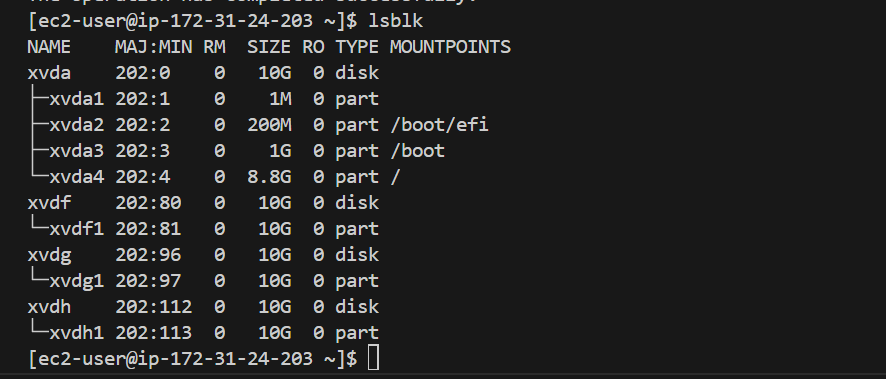 The operation has completed successfully.
[ec2-user@ip-172-31-24-203 ~]$ lsblk
NAME    MAJ:MIN RM  SIZE RO TYPE MOUNTPOINTS
xvda    202:0    0   10G  0 disk
├─xvda1 202:1    0    1M  0 part
├─xvda2 202:2    0  200M  0 part /boot/efi
├─xvda3 202:3    0    1G  0 part /boot
└─xvda4 202:4    0  8.8G  0 part /
xvdf    202:80   0   10G  0 disk
└─xvdf1 202:81   0   10G  0 part
xvdg    202:96   0   10G  0 disk
└─xvdg1 202:97   0   10G  0 part
xvdh    202:112  0   10G  0 disk
└─xvdh1 202:113  0   10G  0 part
[ec2-user@ip-172-31-24-203 ~]$